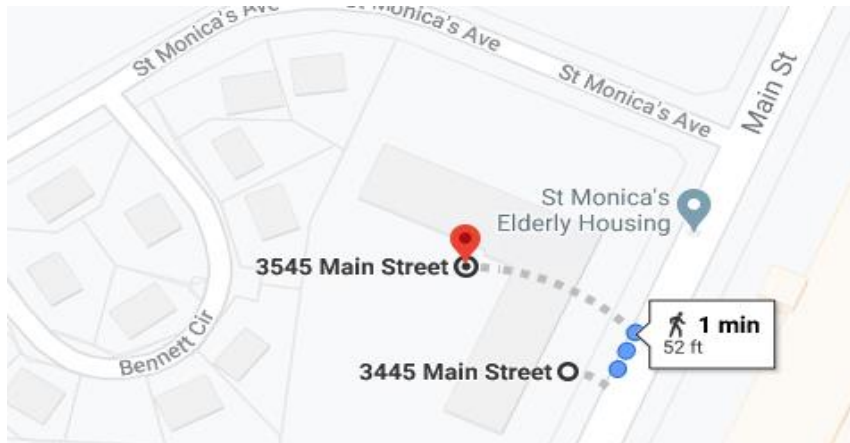 St Monica's Ave
St Monica's Ave
St Monica's Ave
Main St
St Monica's
Elderly Housing
3545 Main Street
1 min
52 ft
3445 Main Street
Bennett Cir